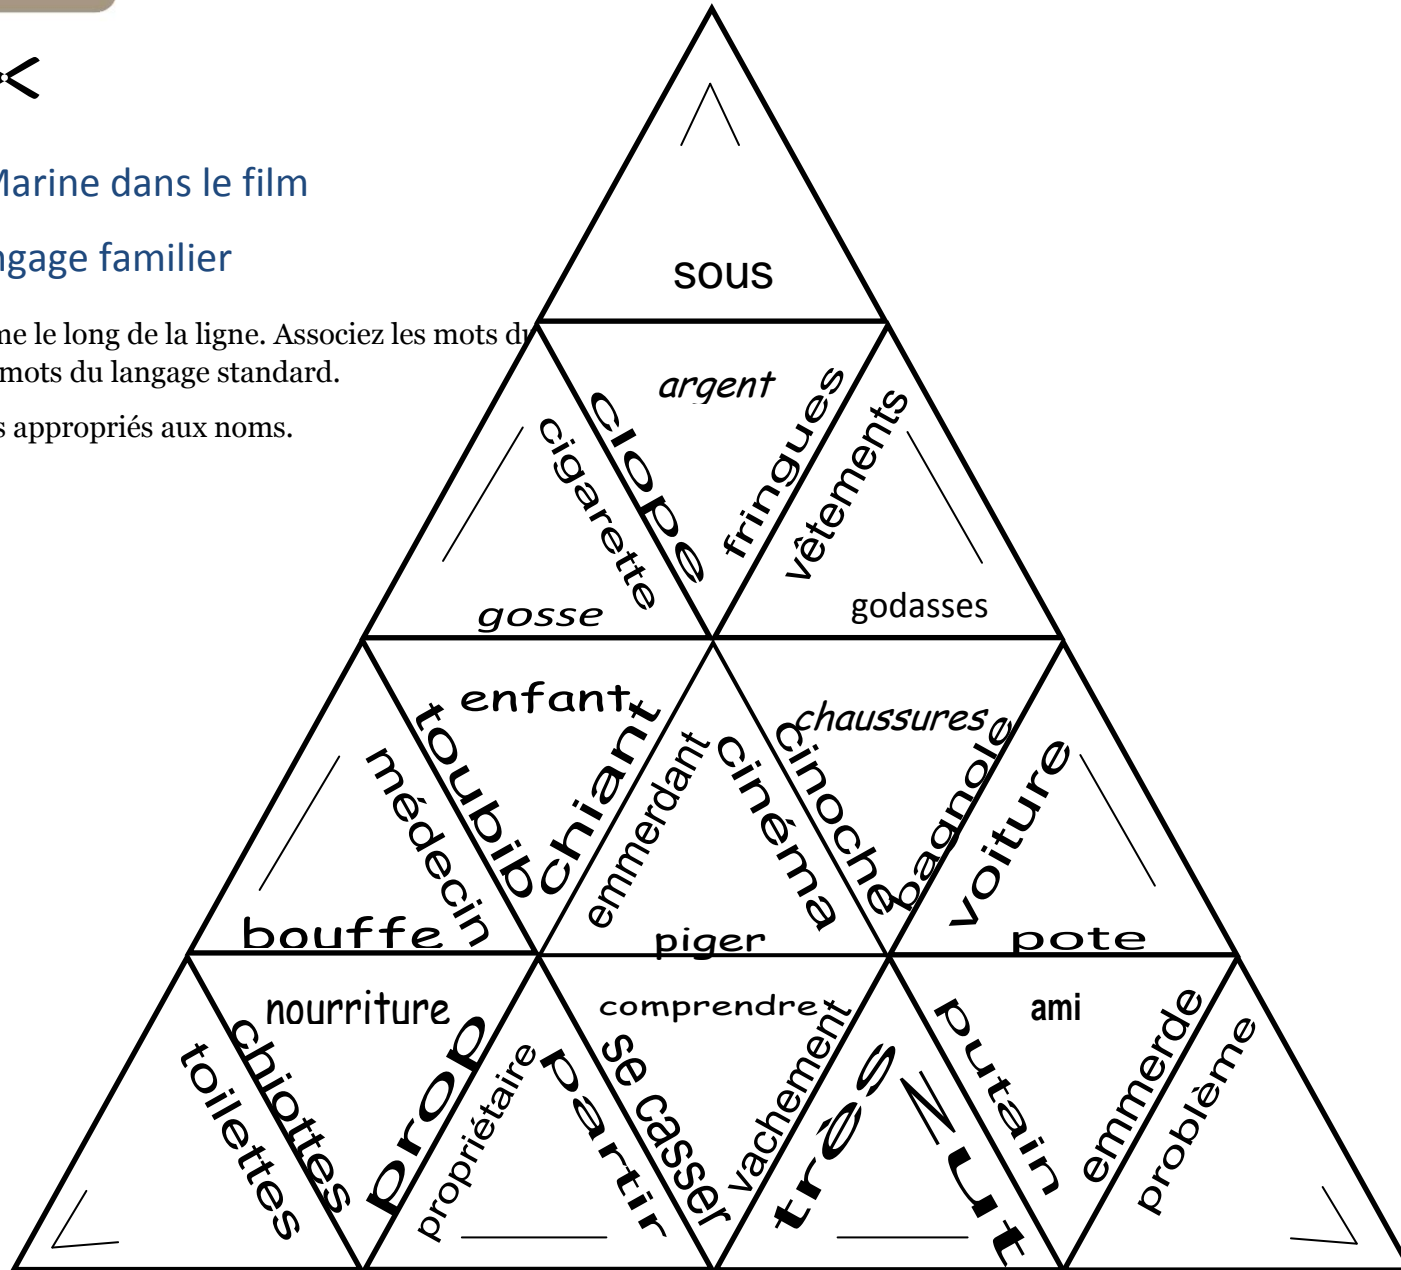 Marine dans le film
ngage familier
me le long de la ligne. Associez les mots du
mots du langage standard.
s appropriés aux noms.
sous
argent
clope
fringues
cigarette
vêtements
gosse
godasses
enfant
toubib
chiant
chaussures
cinoche
bagnole
médecin
emmerdant
cinéma
voiture
bouffe
piger
pote
nourriture
chiottes
prop
comprendre
se casser
vachement
ami
putain
emmerde
toilettes
propriétaire
partir
très
Zut
problème